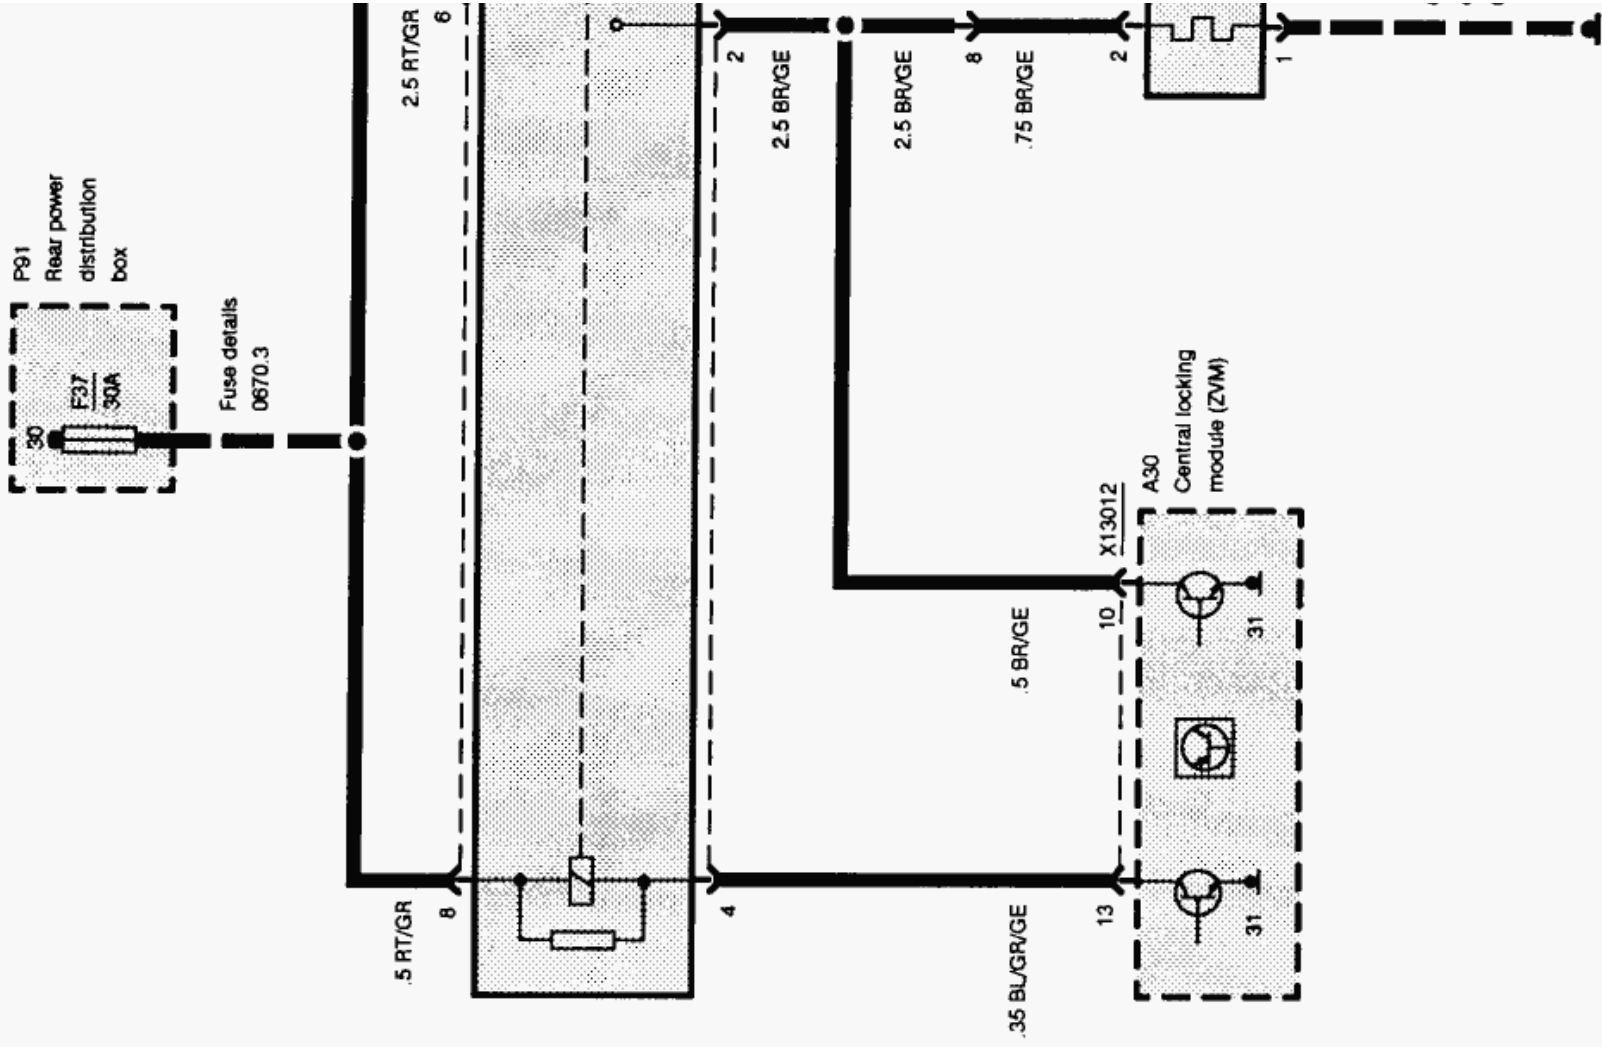 P91
Rear power
distribution
box
30
F37
30A
Fuse details
0670.3
2.5 RT/GR
6
2
2.5 BR/GE
2.5 BR/GE
8
.75 BR/GE
2
1
X13012
A30
Central locking
module (ZVM)
10
.5 BR/GE
31
8
.5 RT/GR
4
13
.35 BL/GR/GE
31